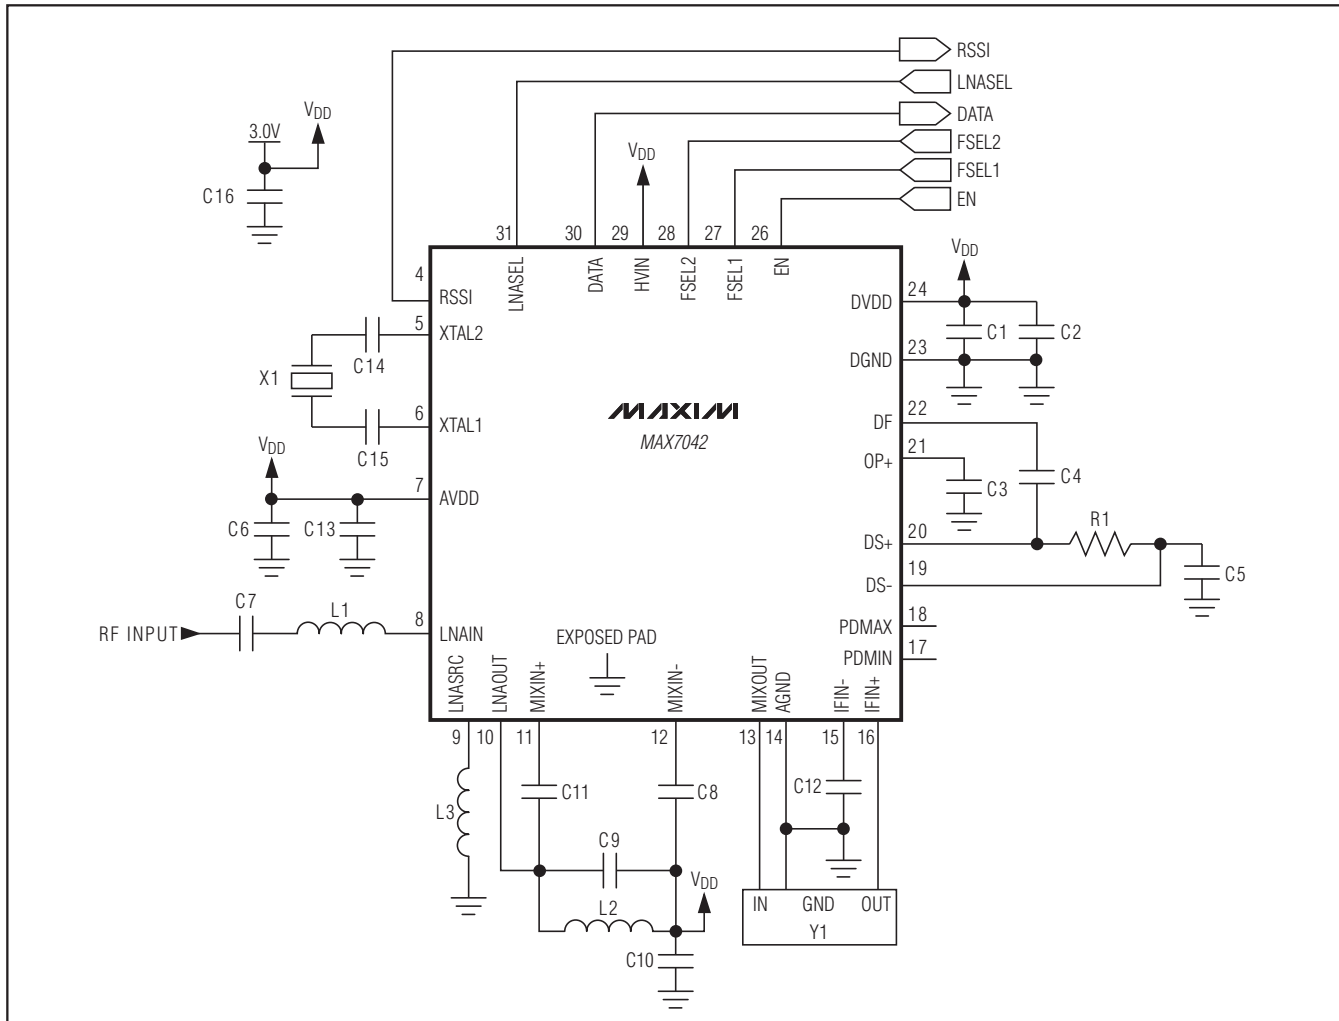 RSSI
LNASEL
DATA
FSEL2
FSEL1
EN
3.0V
VDD
C16
VDD
31
30
29
28
27
26
LNASEL
DATA
HVIN
FSEL2
FSEL1
EN
4
RSSI
5
XTAL2
C14
X1
6
XTAL1
C15
VDD
7
AVDD
C6
C13
RF INPUT
C7
L1
8
LNAIN
MAXIM
MAX7042
EXPOSED PAD
VDD
24
DVDD
C1
C2
23
DGND
22
DF
21
OP+
C3
C4
20
DS+
R1
19
DS-
C5
18
PDMAX
17
PDMIN
LNASRC
LNAOUT
MIXIN+
MIXIN-
MIXOUT
AGND
IFIN-
IFIN+
9
10
11
12
13
14
15
16
L3
C11
C8
C9
L2
VDD
C10
C12
IN
GND
OUT
Y1